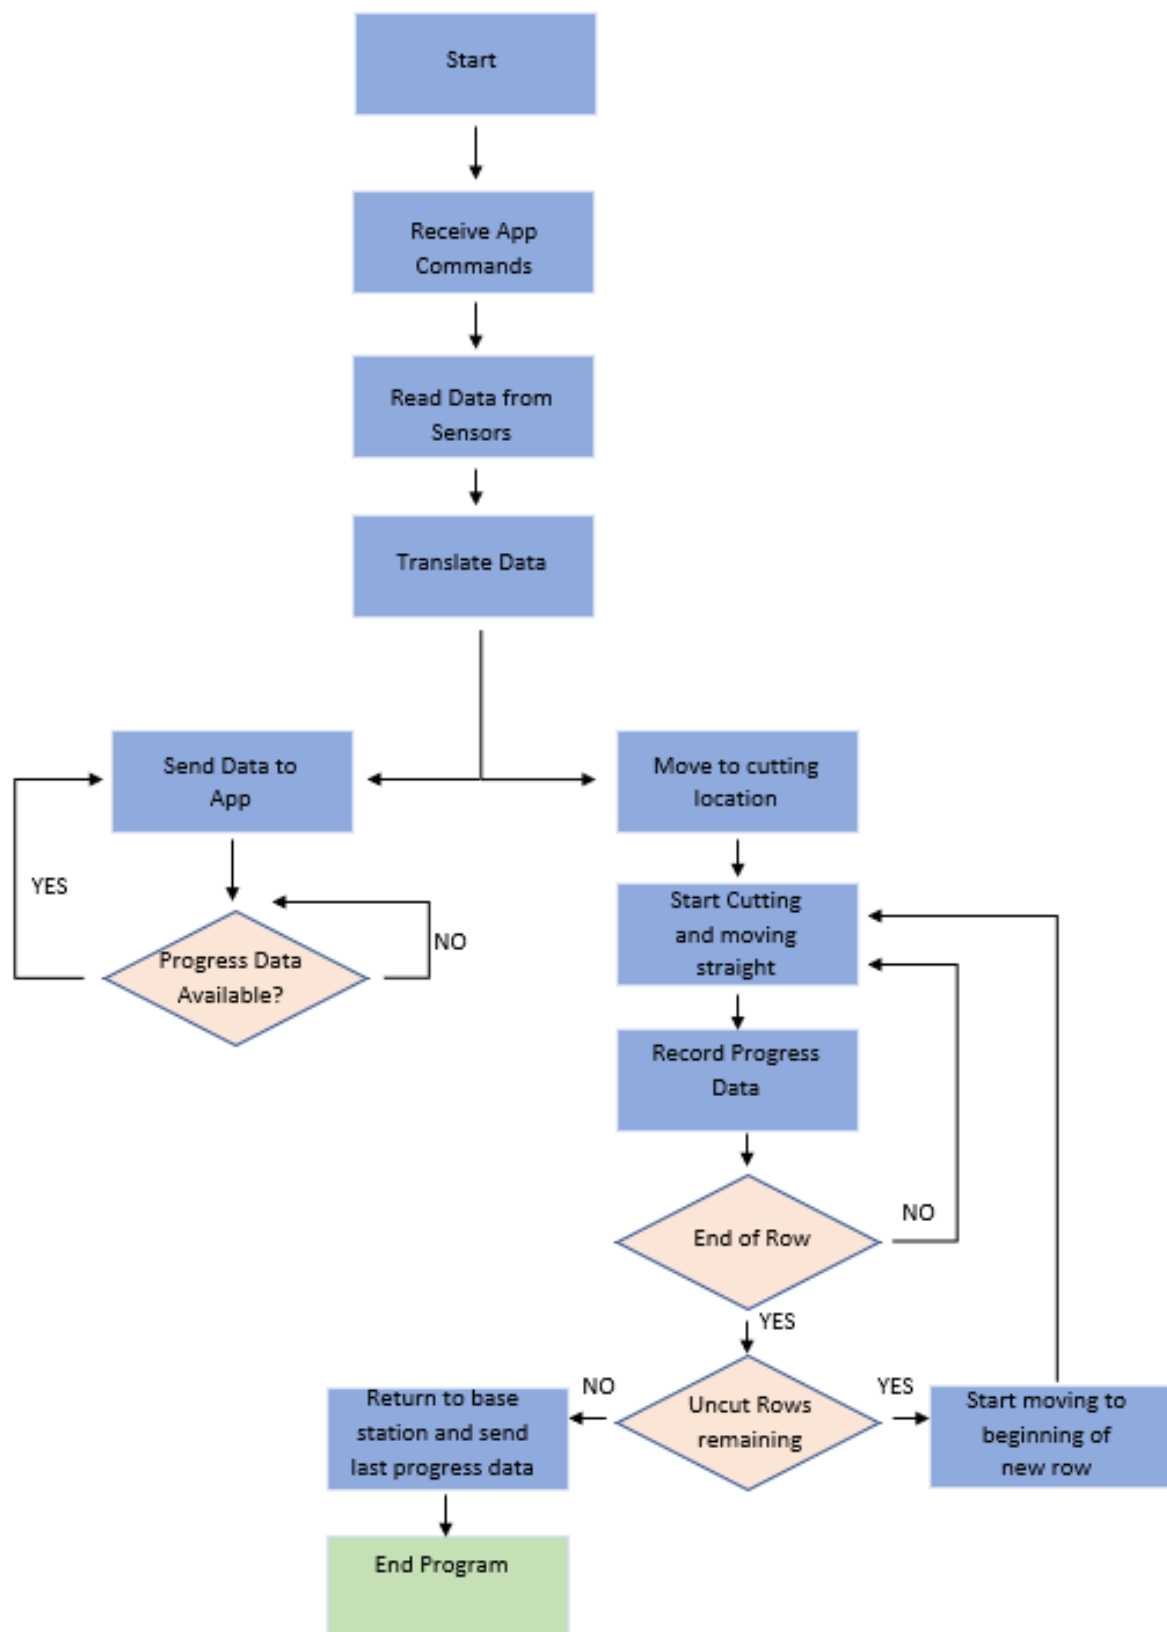 Start
Receive App
Commands
Read Data from
Sensors
Translate Data
Send Data to
App
YES
Progress Data
Available?
NO
Move to cutting
location
Start Cutting
and moving
straight
Record Progress
Data
End of Row
NO
YES
Uncut Rows
remaining
NO
YES
Return to base
station and send
last progress data
Start moving to
beginning of
new row
End Program